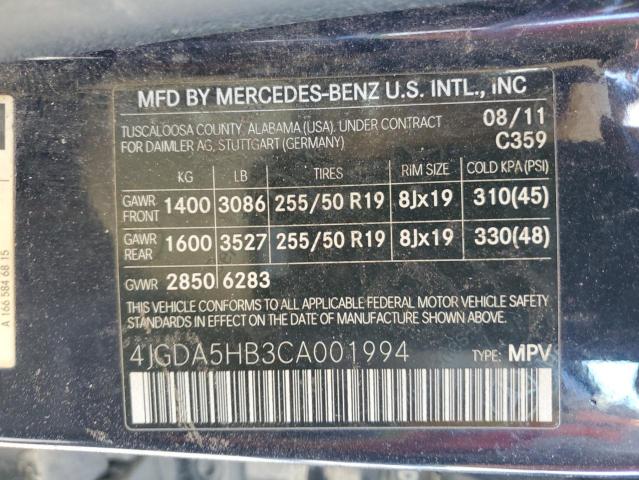 MFD BY MERCEDES-BENZ U.S. INTL., INC
TUSCALOOSA COUNTY, ALABAMA (USA). UNDER CONTRACT 08/11
FOR DAIMLER AG, STUTTGART (GERMANY) C359
KG LB TIRES RIM SIZE COLD KPA(PSI)
GAWR FRONT 1400 3086 255/50 R19 8Jx19 310(45)
GAWR REAR 1600 3527 255/50 R19 8Jx19 330(48)
GVWR 2850 6283
THIS VEHICLE CONFORMS TO ALL APPLICABLE FEDERAL MOTOR VEHICLE SAFETY
AND THEFT PREVENTION STANDARDS IN EFFECT ON THE DATE OF MANUFACTURE SHOWN ABOVE.
4JGDA5HB3CA001994 TYPE: MPV
A 166 584 68 15